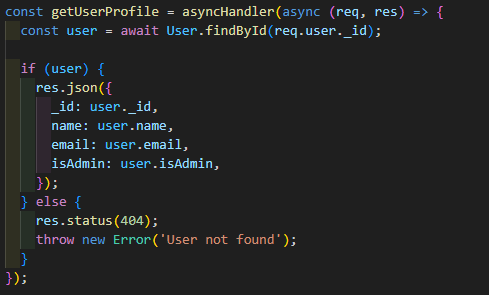 const getUserProfile = asyncHandler(async (req, res) => {
  const user = await User.findById(req.user._id);

  if (user) {
    res.json({
      _id: user._id,
      name: user.name,
      email: user.email,
      isAdmin: user.isAdmin,
    });
  } else {
    res.status(404);
    throw new Error('User not found');
  }
});